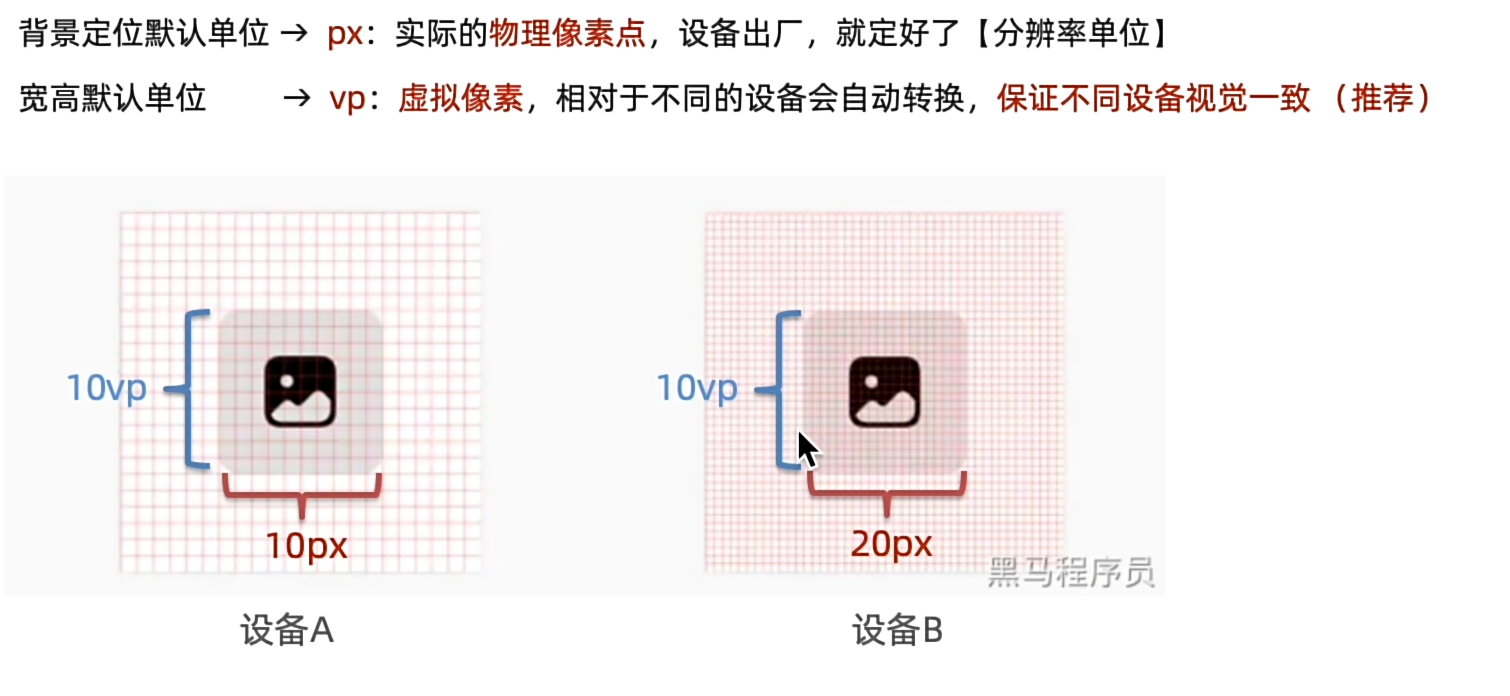 背景定位默认单位 → px：实际的物理像素点，设备出厂，就定好了【分辨率单位】
宽高默认单位 → vp：虚拟像素，相对于不同的设备会自动转换，保证不同设备视觉一致（推荐）
10vp
10vp
10px
20px
黑马程序员
设备A
设备B